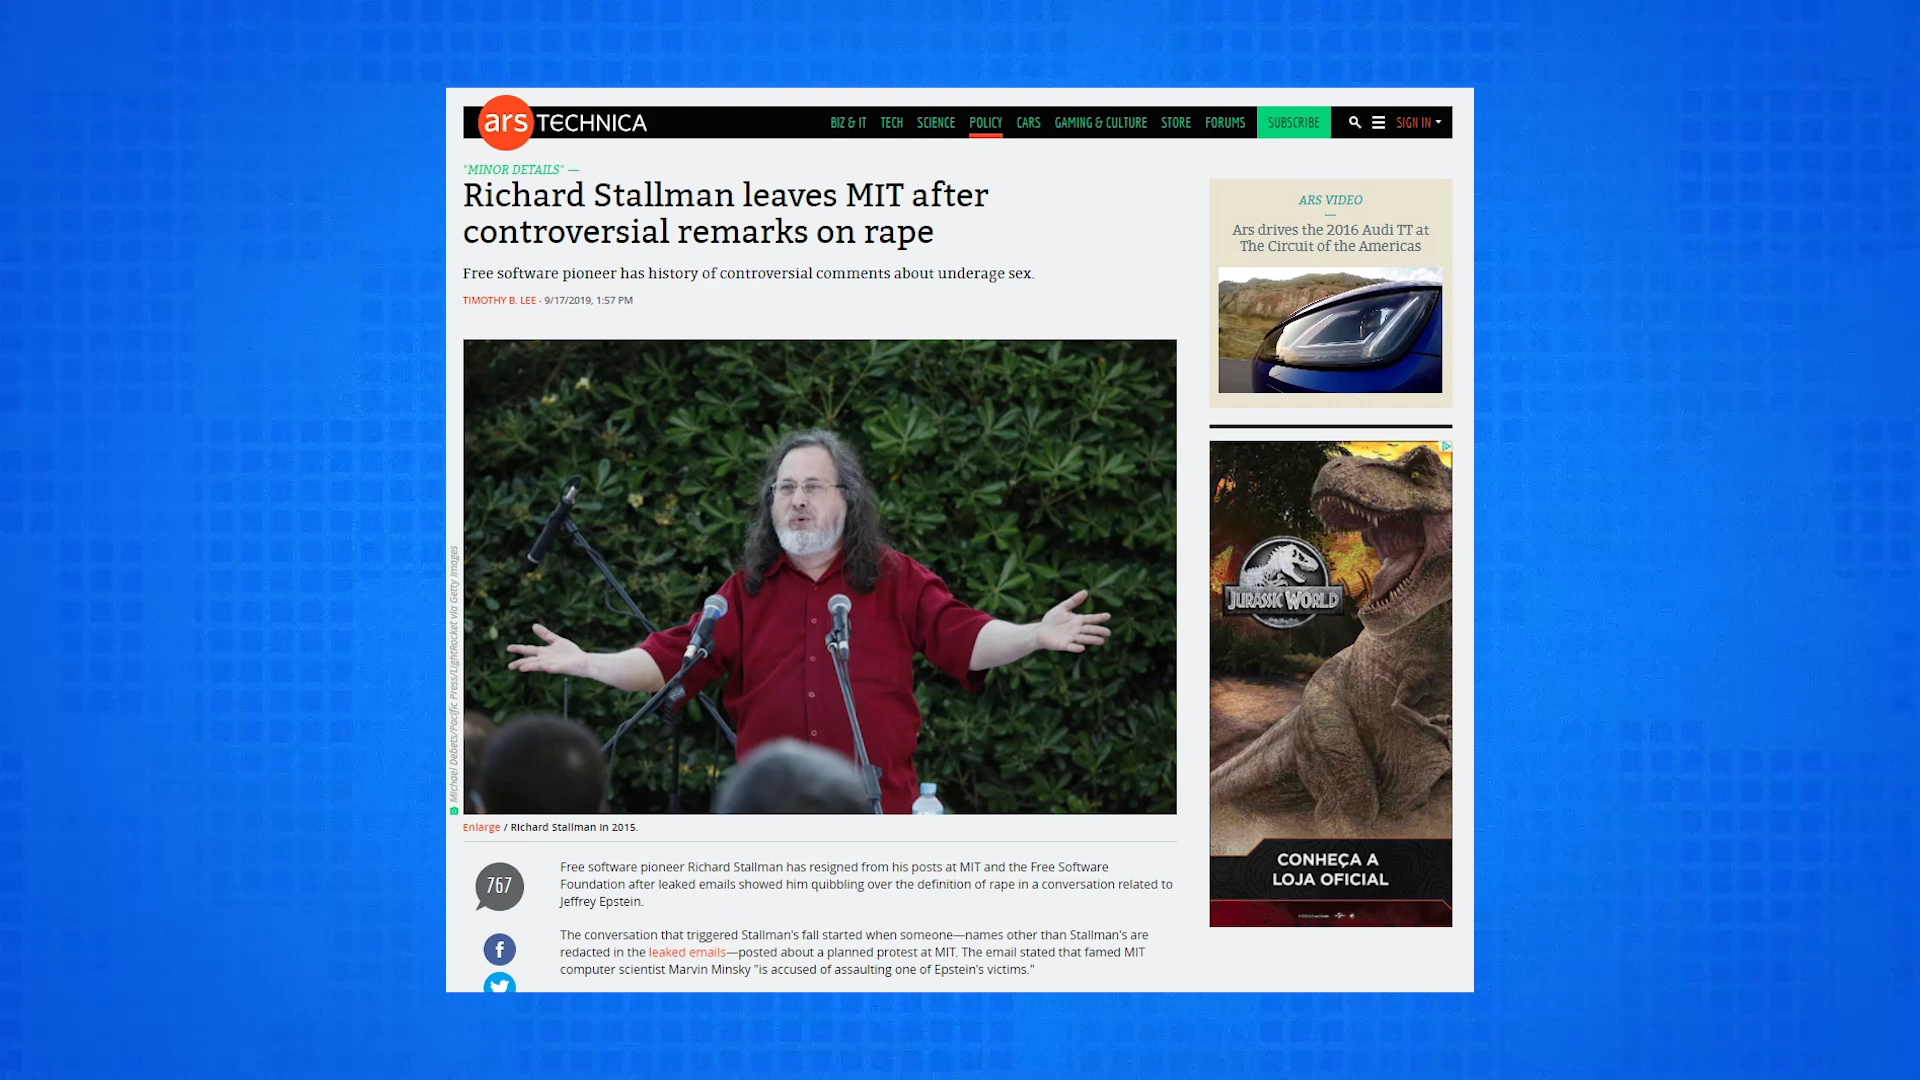 ars TECHNICA
BIZ & IT TECH SCIENCE POLICY CARS GAMING & CULTURE STORE FORUMS SUBSCRIBE SIGN IN
"MINOR DETAILS" —
Richard Stallman leaves MIT after
controversial remarks on rape
Free software pioneer has history of controversial comments about underage sex.
TIMOTHY B. LEE - 9/17/2019, 1:57 PM
Michael Debets/Pacific Press/LightRocket via Getty Images
Enlarge / Richard Stallman in 2015.
767
Free software pioneer Richard Stallman has resigned from his posts at MIT and the Free Software
Foundation after leaked emails showed him quibbling over the definition of rape in a conversation related to
Jeffrey Epstein.
The conversation that triggered Stallman's fall started when someone—names other than Stallman's are
redacted in the leaked emails—posted about a planned protest at MIT. The email stated that famed MIT
computer scientist Marvin Minsky "is accused of assaulting one of Epstein's victims."
ARS VIDEO
—
Ars drives the 2016 Audi TT at
The Circuit of the Americas
JURASSIC WORLD
CONHEÇA A
LOJA OFICIAL